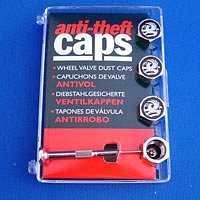 anti-theft
caps
• WHEEL VALVE DUST CAPS
• CAPUCHONS DE VALVE
ANTIVOL
• DIEBSTAHLGESICHERTE
VENTILKAPPEN
• TAPONES DE VÁLVULA
ANTIRROBO